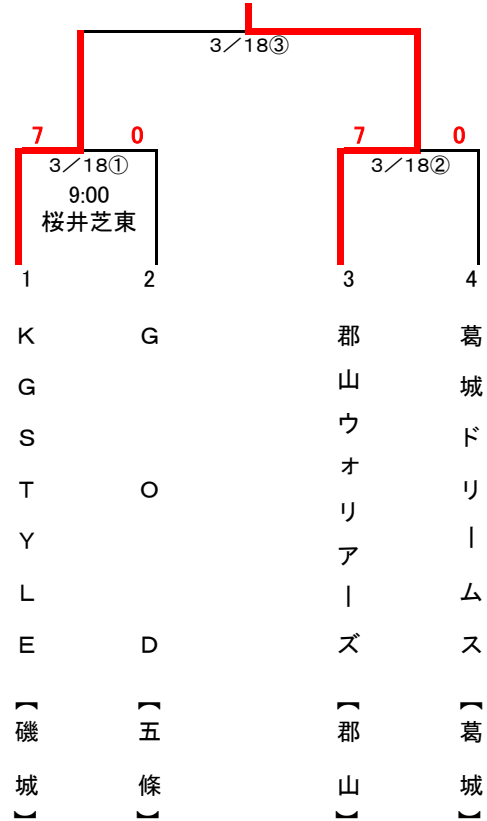 3／18③
7 0 7 0
3／18① 3／18②
9:00
桜井芝東
1 2 3 4
ＫＧＳＴＹＬＥ【磯城】
ＧＯＤ【五條】
郡山ウォリアーズ【郡山】
葛城ドリームス【葛城】